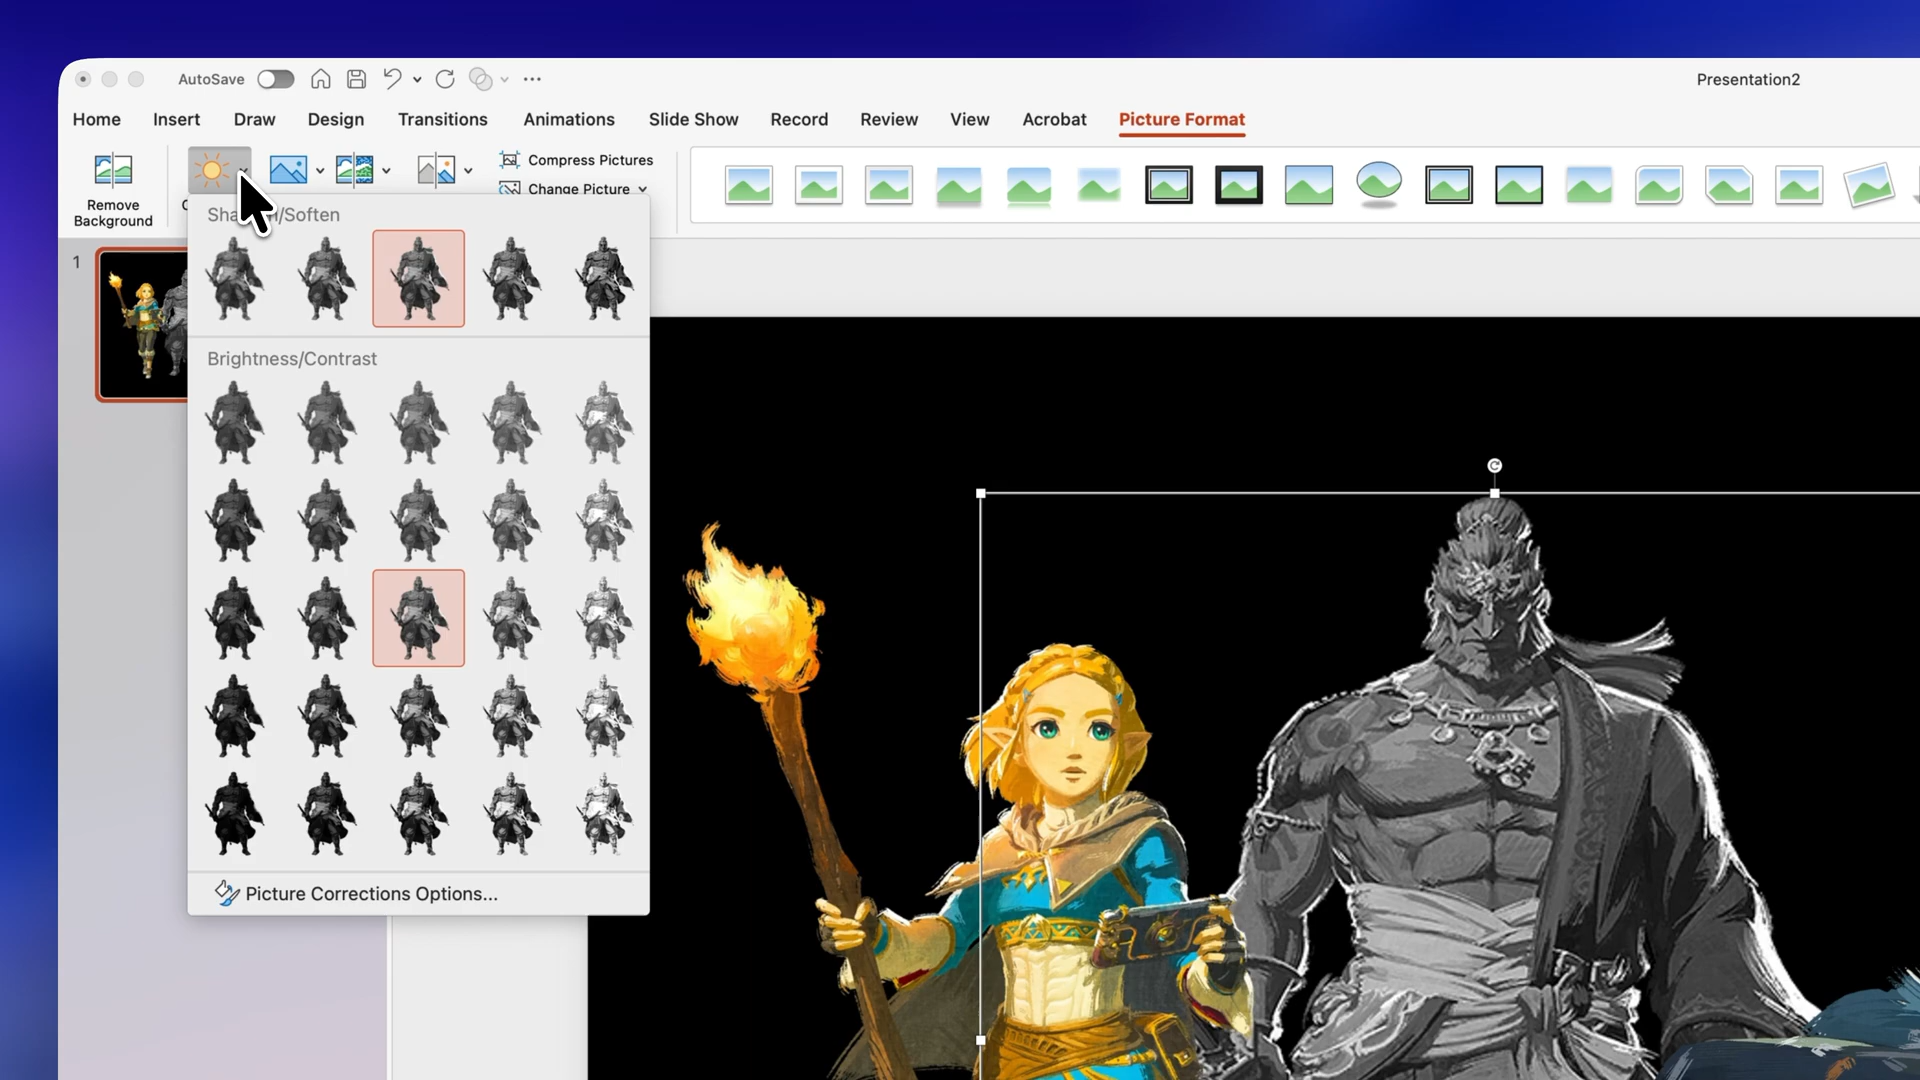 AutoSave
Presentation2
Home Insert Draw Design Transitions Animations Slide Show Record Review View Acrobat Picture Format
Compress Pictures
Change Picture
Remove
Background
1
/Soften
Brightness/Contrast
Picture Corrections Options...